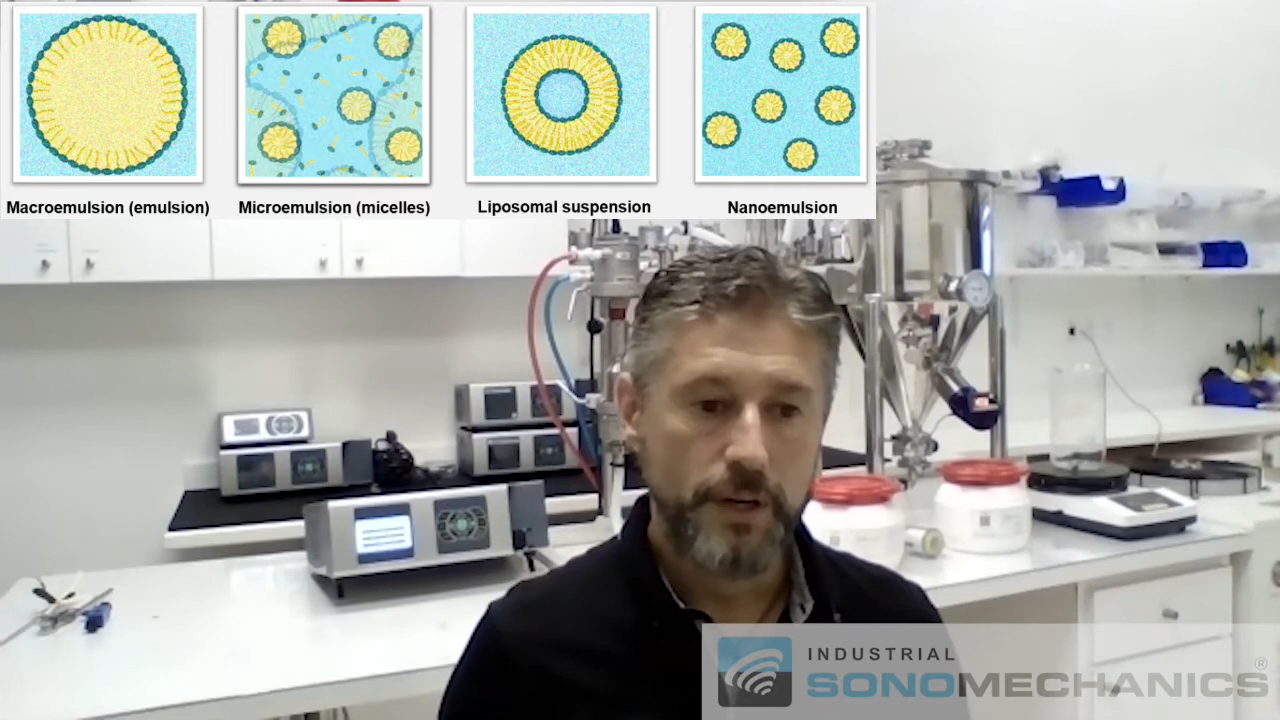 Macroemulsion (emulsion)
Microemulsion (micelles)
Liposomal suspension
Nanoemulsion
INDUSTRIAL
SONOMECHANICS®